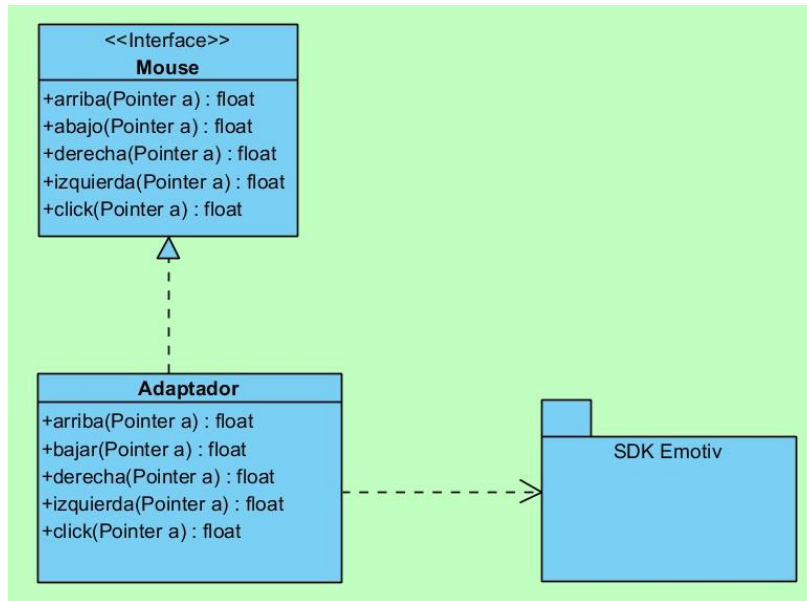 <<Interface>>
Mouse
+arriba(Pointer a) : float
+abajo(Pointer a) : float
+derecha(Pointer a) : float
+izquierda(Pointer a) : float
+click(Pointer a) : float
Adaptador
+arriba(Pointer a) : float
+bajar(Pointer a) : float
+derecha(Pointer a) : float
+izquierda(Pointer a) : float
+click(Pointer a) : float
SDK Emotiv